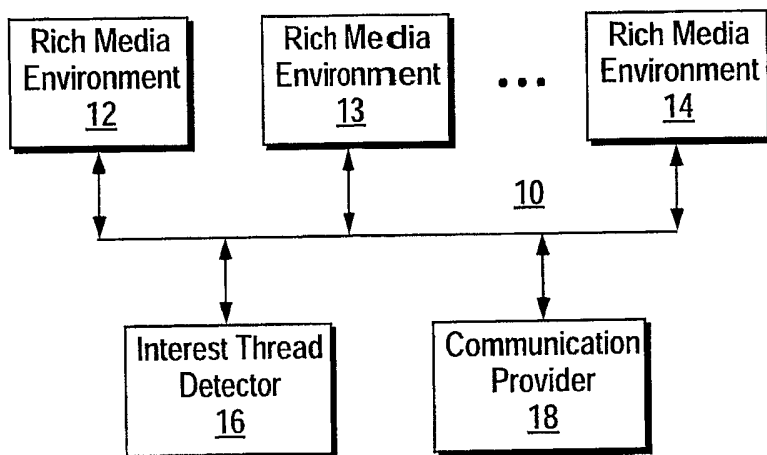 Rich Media
Environment
12
Rich Media
Environment
13
...
Rich Media
Environment
14
10
Interest Thread
Detector
16
Communication
Provider
18